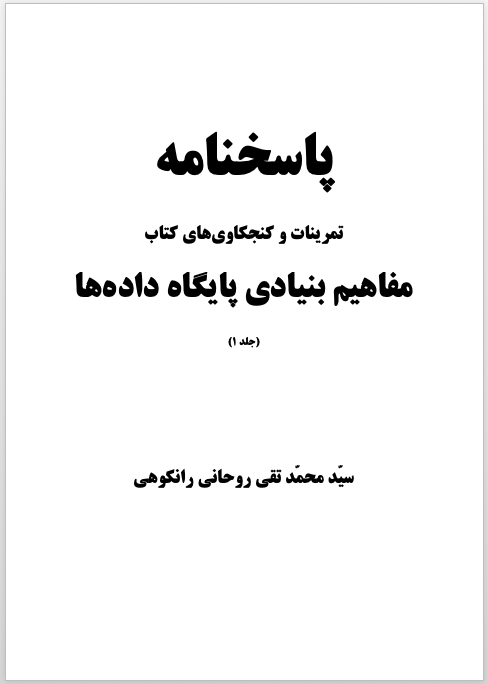 پاسخنامه
تمرینات و کنجکاوی‌های کتاب
مفاهیم بنیادی پایگاه داده‌ها
(جلد ۱)
سیّد محمّد تقی روحانی رانکوهی